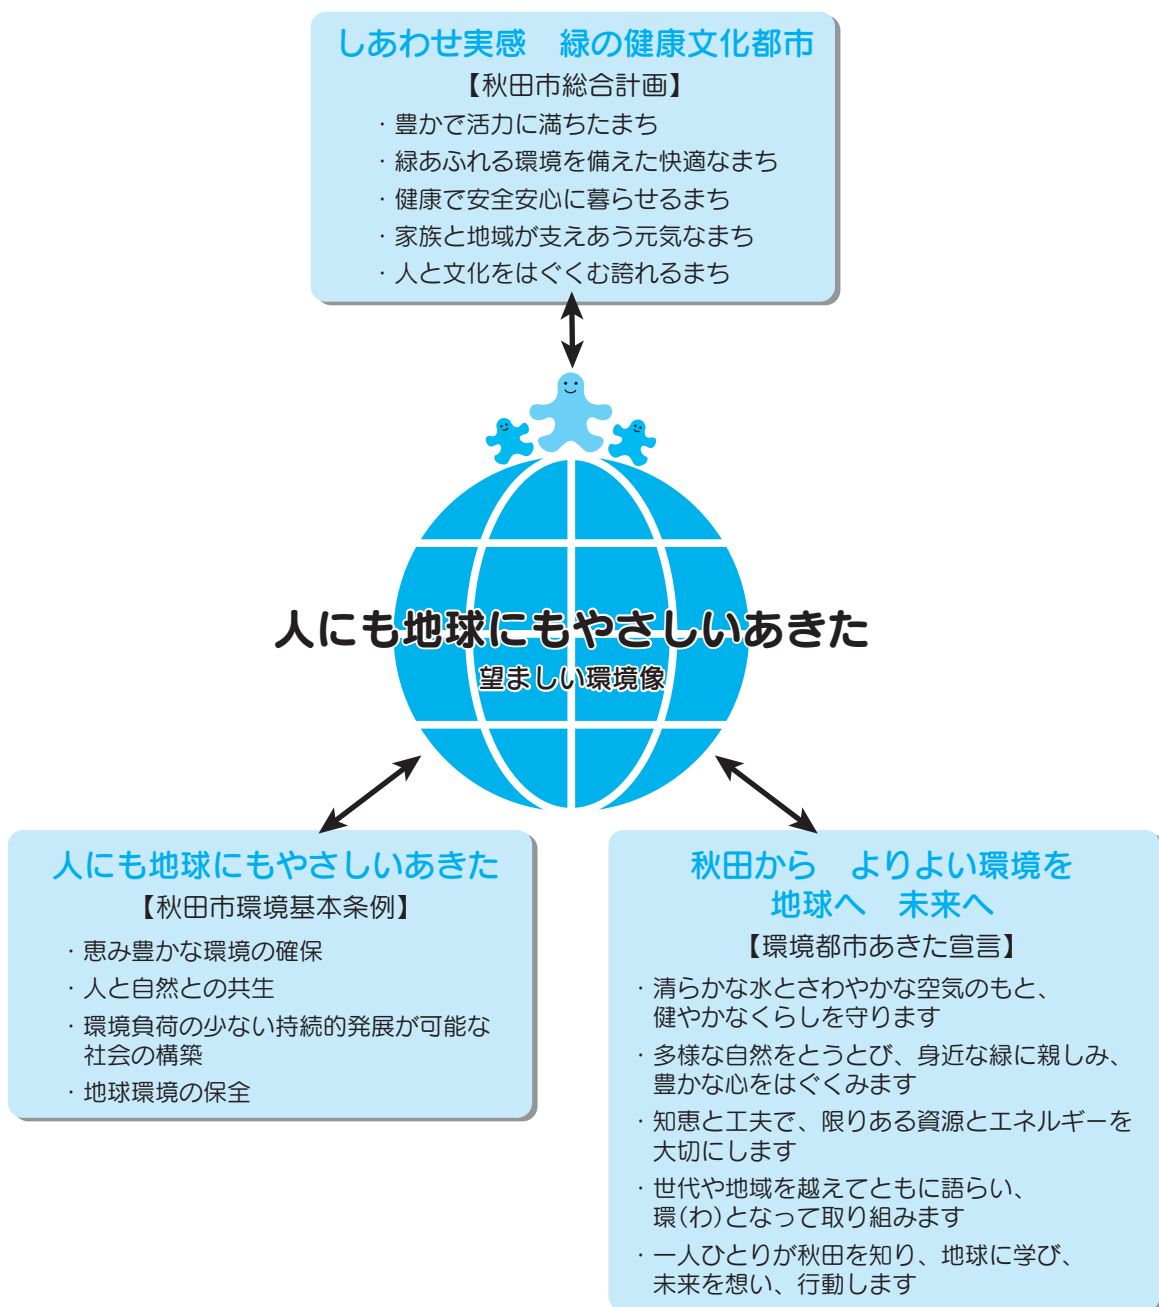 しあわせ実感　緑の健康文化都市
【秋田市総合計画】
・豊かで活力に満ちたまち
・緑あふれる環境を備えた快適なまち
・健康で安全安心に暮らせるまち
・家族と地域が支えあう元気なまち
・人と文化をはぐくむ誇れるまち
人にも地球にもやさしいあきた
望ましい環境像
人にも地球にもやさしいあきた
【秋田市環境基本条例】
・恵み豊かな環境の確保
・人と自然との共生
・環境負荷の少ない持続的発展が可能な
社会の構築
・地球環境の保全
秋田から　よりよい環境を
地球へ　未来へ
【環境都市あきた宣言】
・清らかな水とさわやかな空気のもと、
健やかなくらしを守ります
・多様な自然をとうとび、身近な緑に親しみ、
豊かな心をはぐくみます
・知恵と工夫で、限りある資源とエネルギーを
大切にします
・世代や地域を越えてともに語らい、
環(わ)となって取り組みます
・一人ひとりが秋田を知り、地球に学び、
未来を想い、行動します